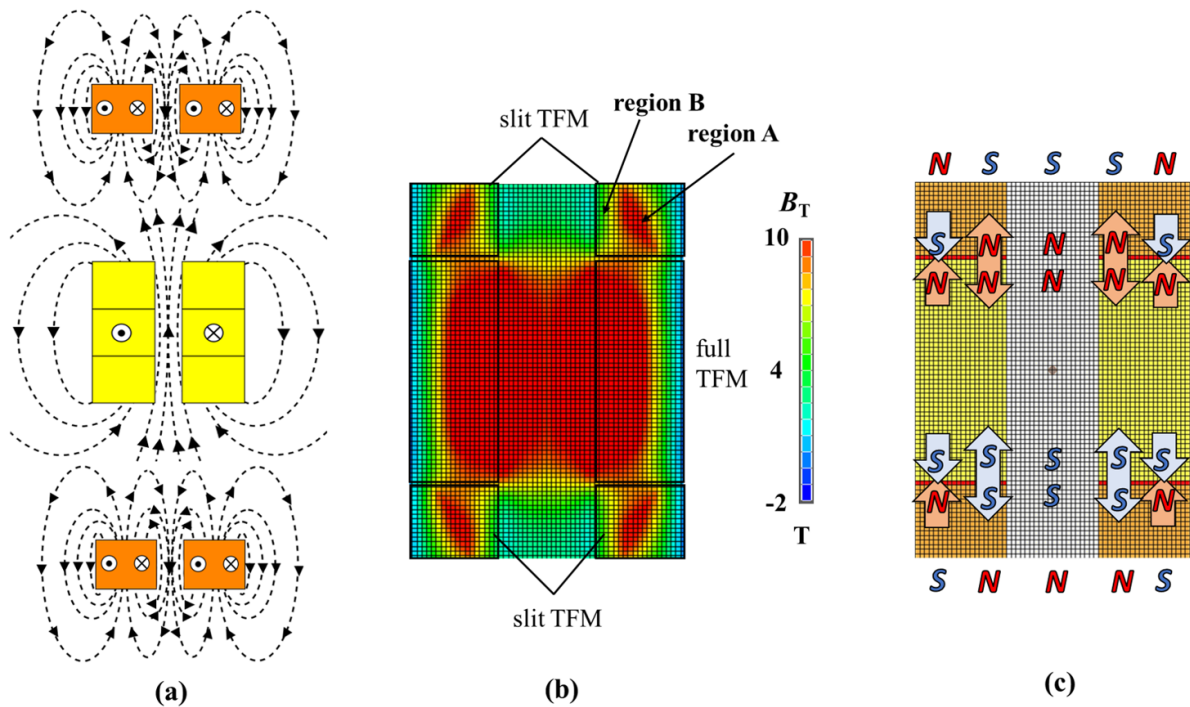 slit TFM
region B
region A
B_T
10
4
-2
T
full
TFM
slit TFM
N S S S N
S N N N S
N N N N N
S S S S S
N S S S N
S N N N S
(a)
(b)
(c)